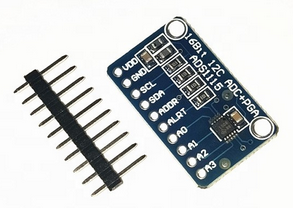 16Bit I2C ADC+PGA
ADS1115
VDD
GND
SCL
SDA
ADDR
ALRT
A0
A1
A2
A3